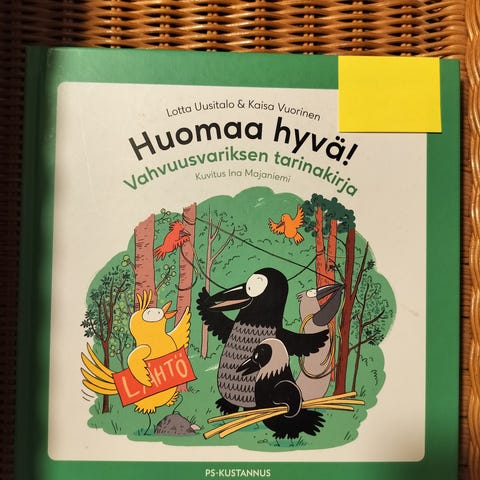 Lotta Uusitalo & Kaisa Vuorinen
Huomaa hyvä!
Vahvuusvariksen tarinakirja
Kuvitus Ina Majaniemi
LÄHTÖ
PS-KUSTANNUS